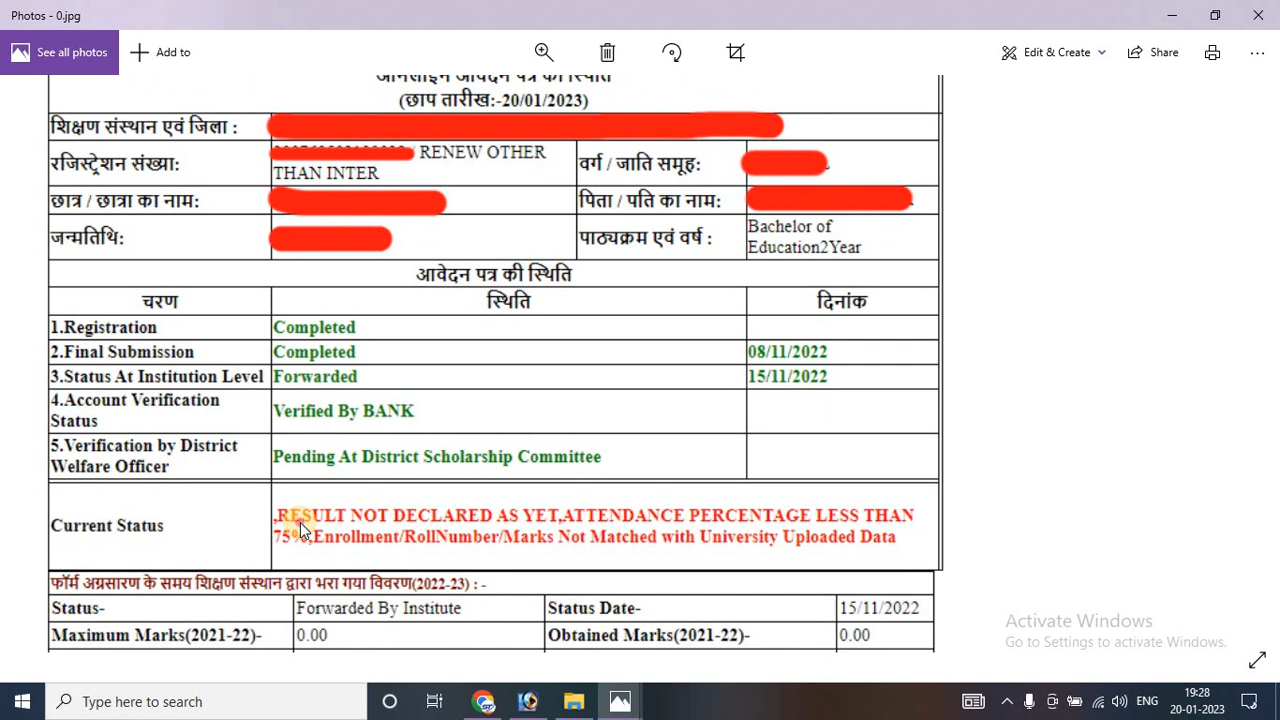 Photos - 0.jpg
See all photos
Add to
Edit & Create
Share
ऑनलाइन आवेदन पत्र की स्थिति
(छाप तारीख:-20/01/2023)
शिक्षण संस्थान एवं जिला :
रजिस्ट्रेशन संख्या:
/ RENEW OTHER
THAN INTER
वर्ग / जाति समूह:
छात्र / छात्रा का नाम:
पिता / पति का नाम:
जन्मतिथि:
पाठ्यक्रम एवं वर्ष :
Bachelor of
Education2Year
आवेदन पत्र की स्थिति
चरण स्थिति दिनांक
1.Registration Completed
2.Final Submission Completed 08/11/2022
3.Status At Institution Level Forwarded 15/11/2022
4.Account Verification
Status
Verified By BANK
5.Verification by District
Welfare Officer
Pending At District Scholarship Committee
Current Status
,RESULT NOT DECLARED AS YET,ATTENDANCE PERCENTAGE LESS THAN
75%,Enrollment/RollNumber/Marks Not Matched with University Uploaded Data
फॉर्म अग्रसारण के समय शिक्षण संस्थान द्वारा भरा गया विवरण(2022-23) : -
Status- Forwarded By Institute Status Date- 15/11/2022
Maximum Marks(2021-22)- 0.00 Obtained Marks(2021-22)- 0.00
Activate Windows
Go to Settings to activate Windows.
Type here to search
ENG
19:28
20-01-2023